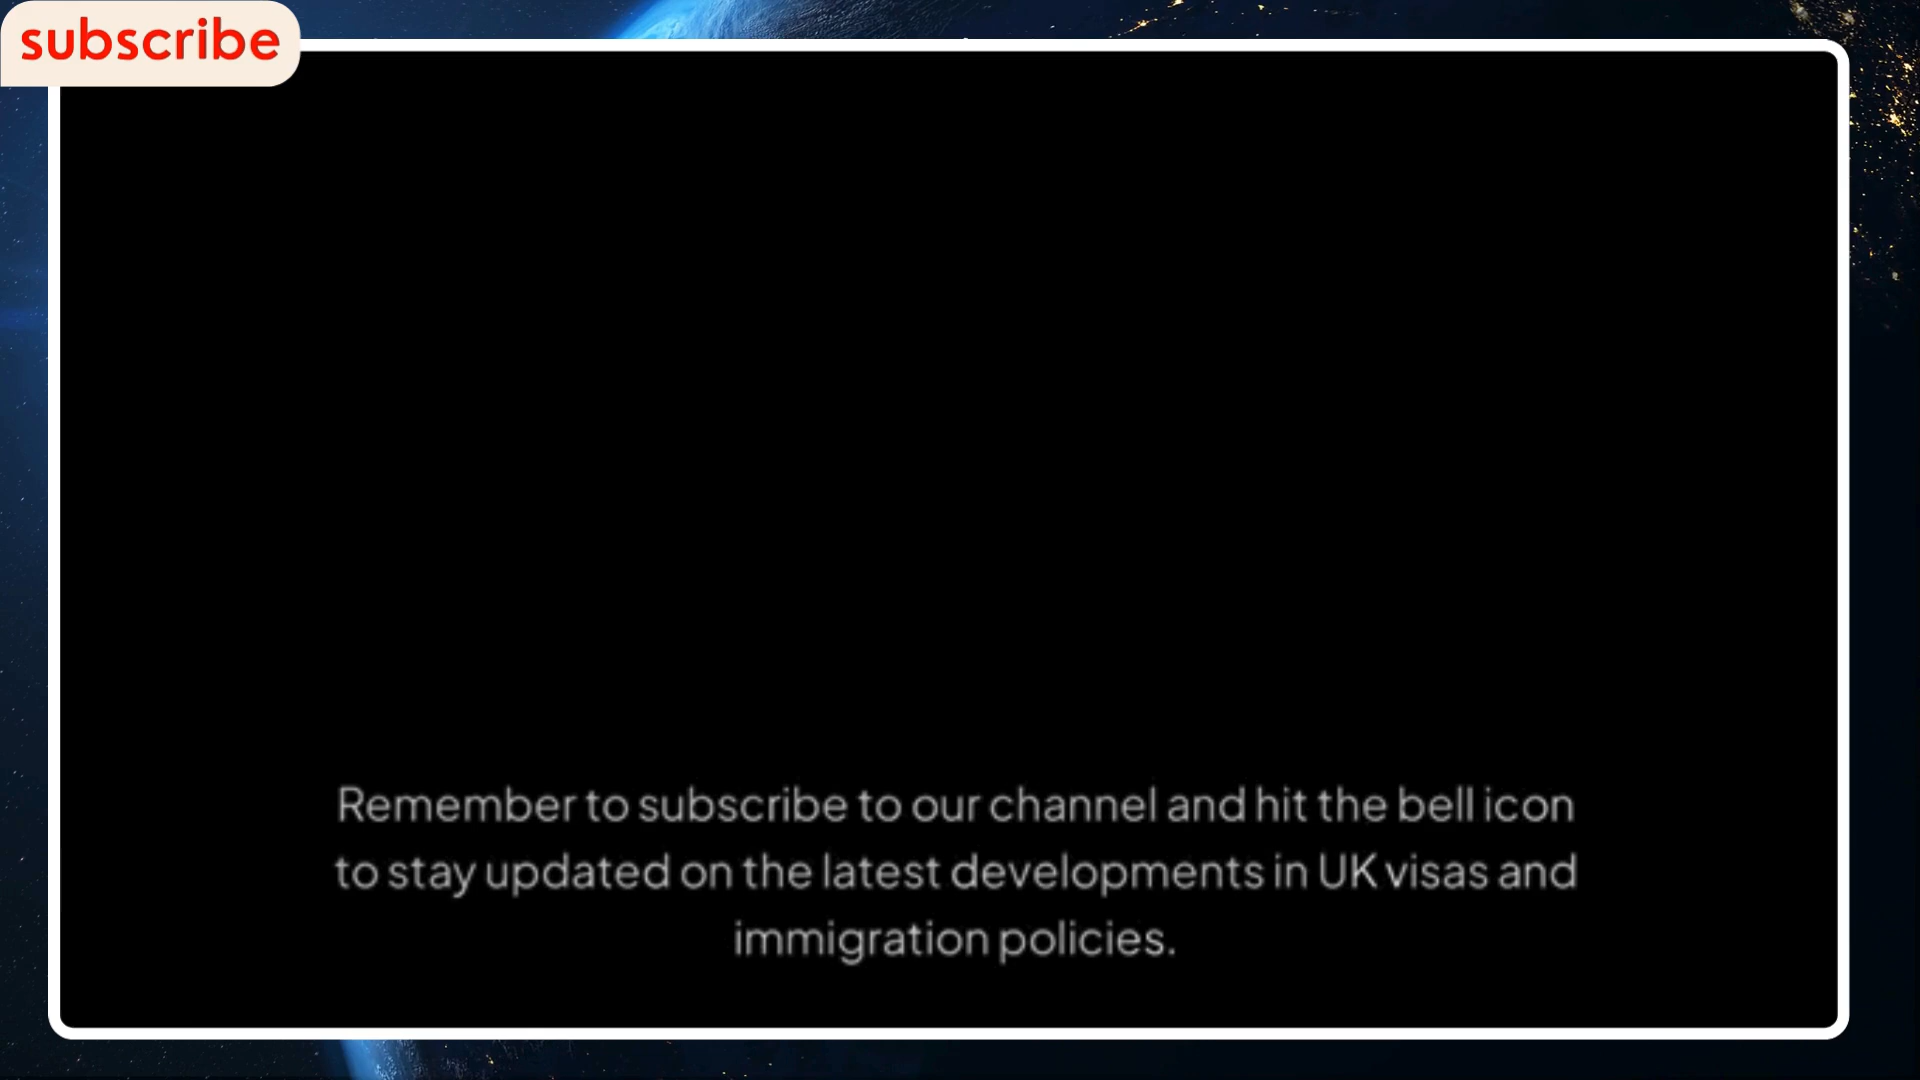 subscribe
Remember to subscribe to our channel and hit the bell icon
to stay updated on the latest developments in UK visas and
immigration policies.